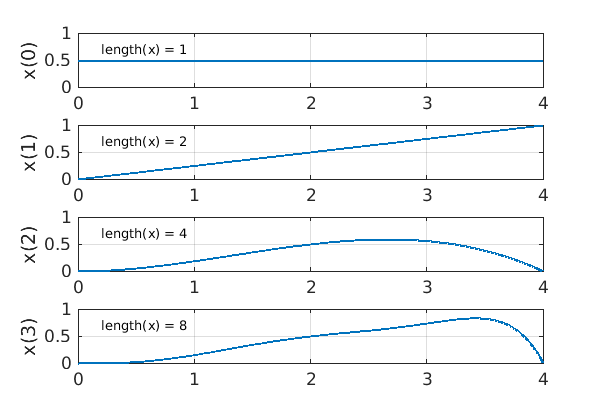 x(0)
1
0.5
0
length(x) = 1
0 1 2 3 4
x(1)
1
0.5
0
length(x) = 2
0 1 2 3 4
x(2)
1
0.5
0
length(x) = 4
0 1 2 3 4
x(3)
1
0.5
0
length(x) = 8
0 1 2 3 4